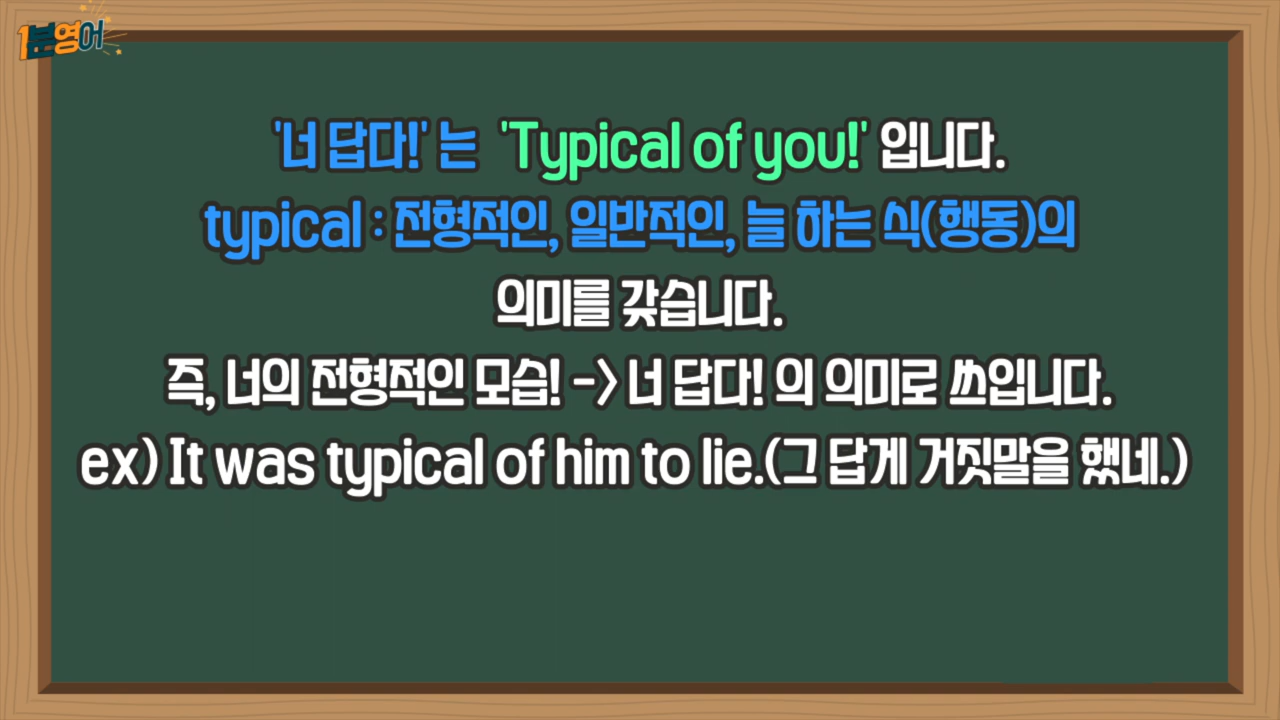 1분영어
'너 답다!' 는 'Typical of you!' 입니다.
typical : 전형적인, 일반적인, 늘 하는 식(행동)의
의미를 갖습니다.
즉, 너의 전형적인 모습! -> 너 답다! 의 의미로 쓰입니다.
ex) It was typical of him to lie.(그 답게 거짓말을 했네.)